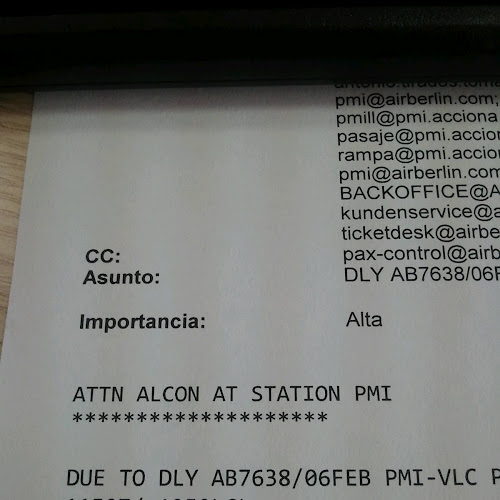 pmi@airberlin.com;
pmill@pmi.acciona
pasaje@pmi.accion
rampa@pmi.accio
pmi@airberlin.com
BACKOFFICE@A
kundenservice@a
ticketdesk@airbe
CC: pax-control@airb
Asunto: DLY AB7638/06F
Importancia: Alta
ATTN ALCON AT STATION PMI
**********************
DUE TO DLY AB7638/06FEB PMI-VLC P